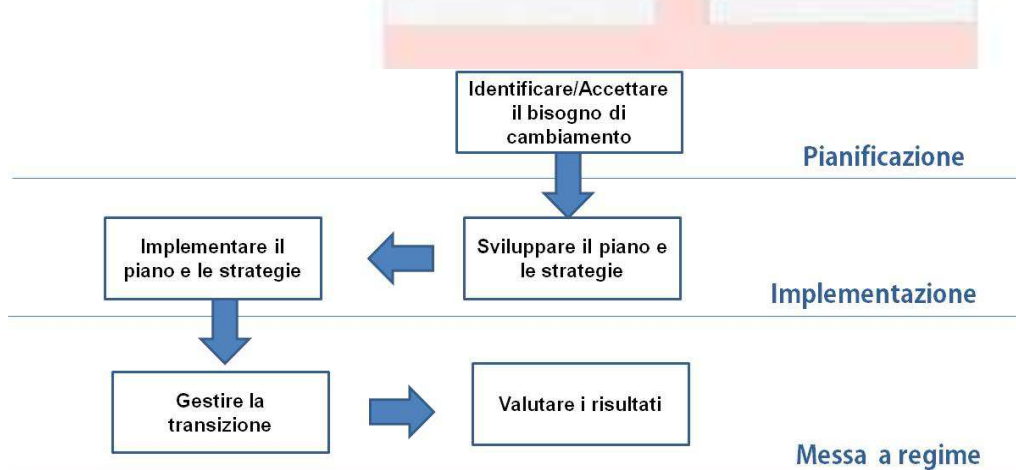 Identificare/Accettare
il bisogno di
cambiamento
Pianificazione
Sviluppare il piano e
le strategie
Implementare il
piano e le strategie
Implementazione
Gestire la
transizione
Valutare i risultati
Messa a regime